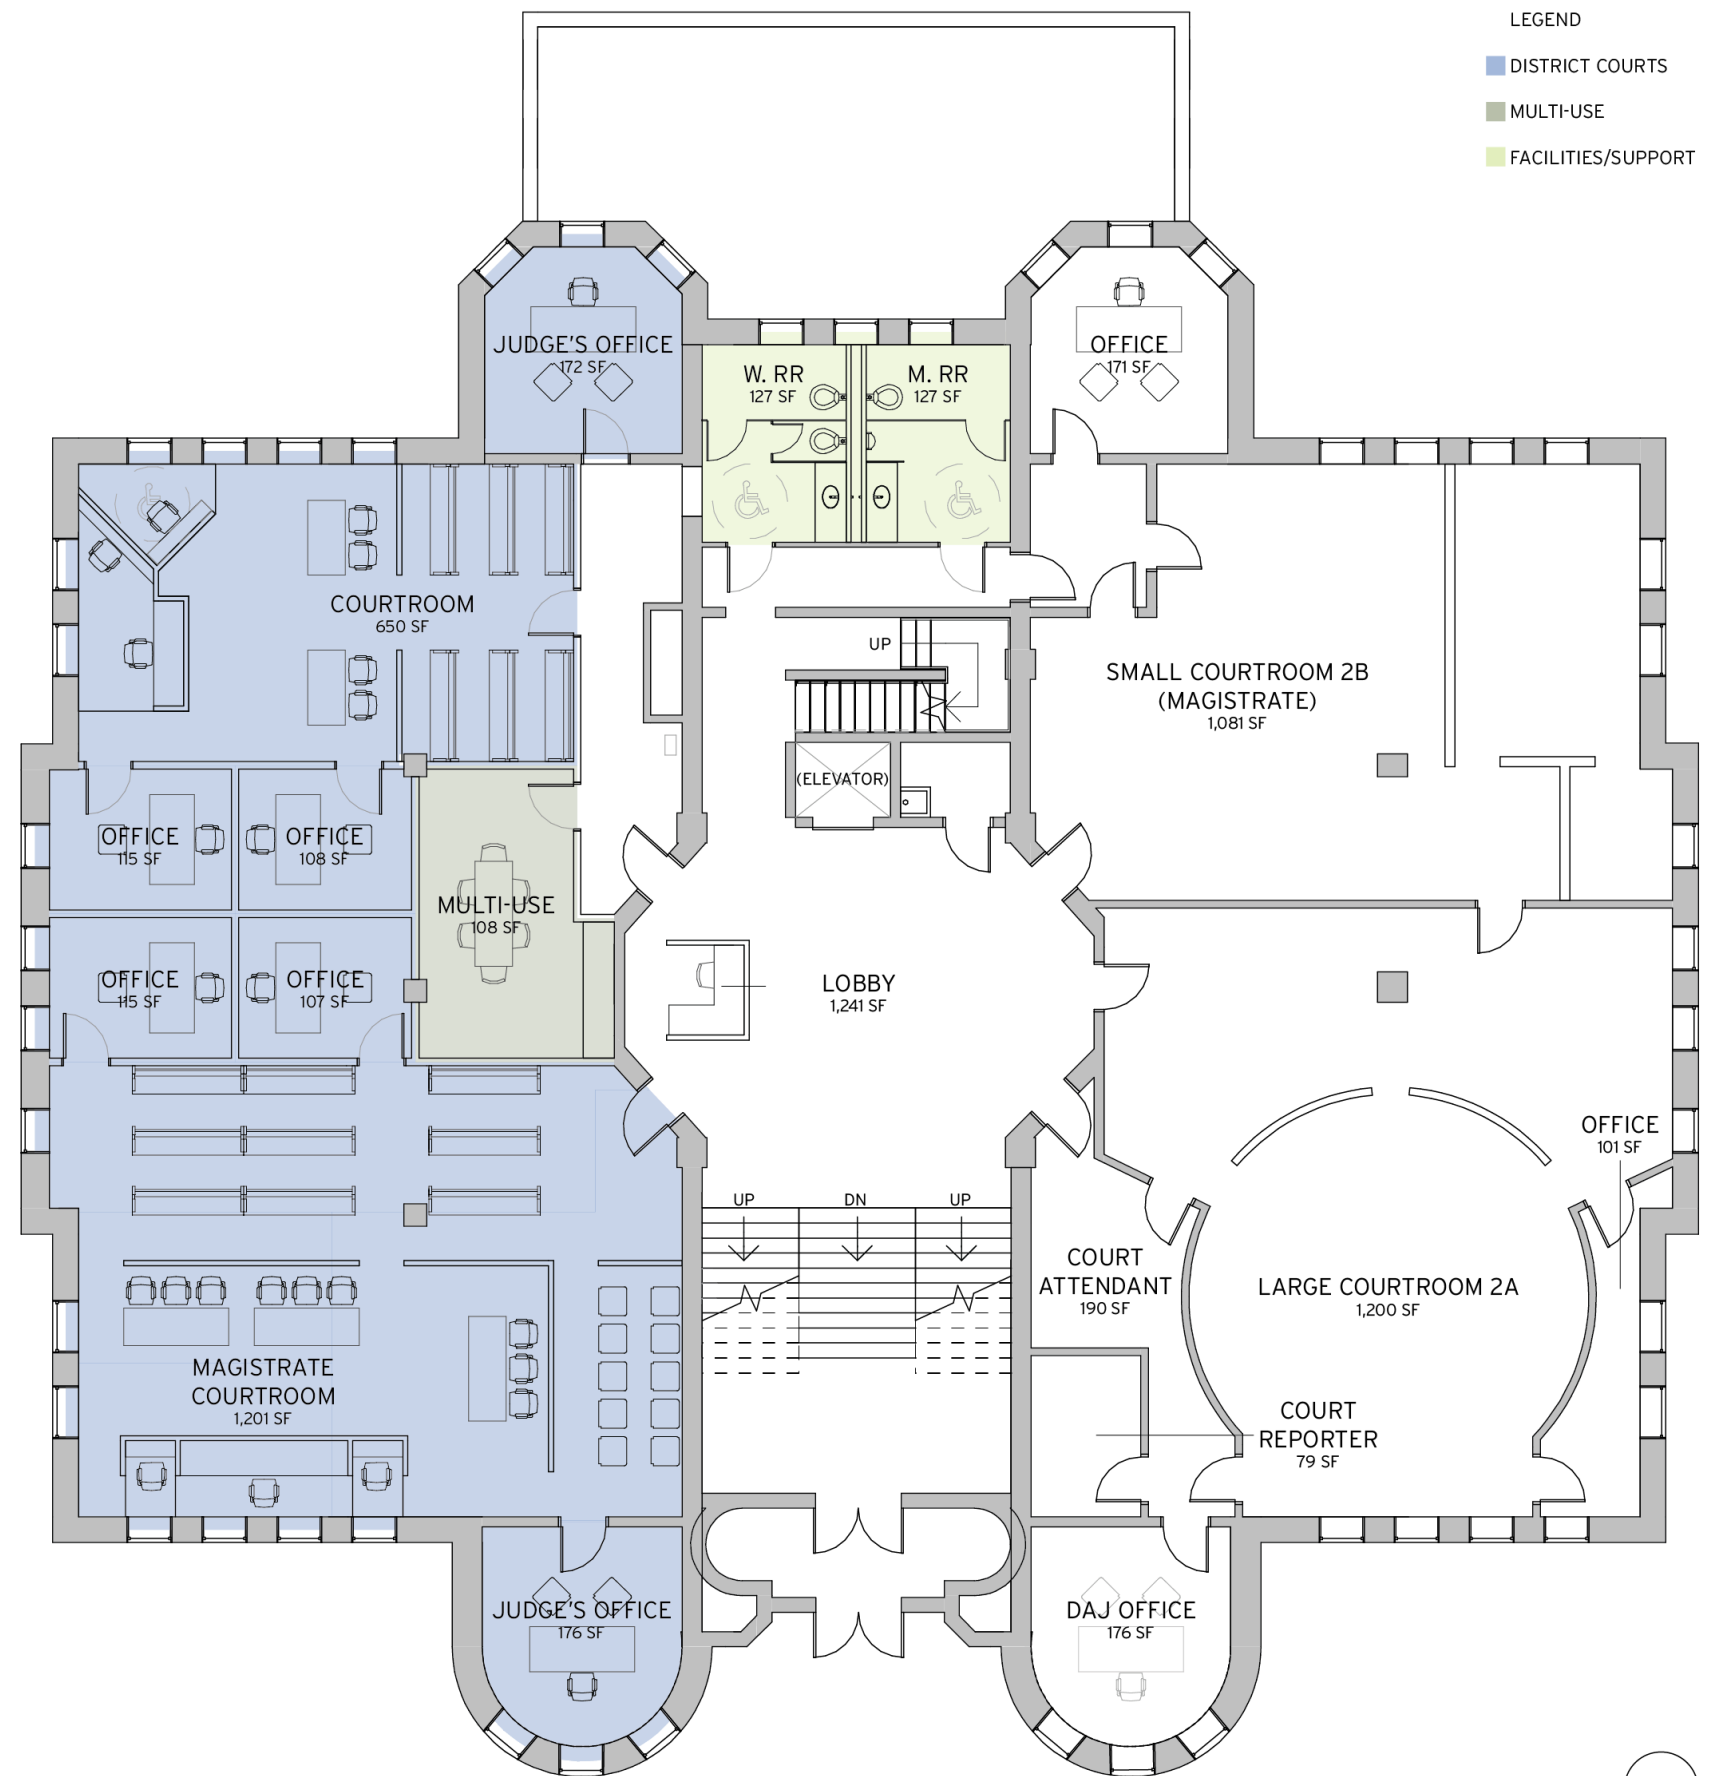 LEGEND
DISTRICT COURTS
MULTI-USE
FACILITIES/SUPPORT
JUDGE'S OFFICE
172 SF
W. RR
127 SF
M. RR
127 SF
OFFICE
171 SF
COURTROOM
650 SF
UP
SMALL COURTROOM 2B
(MAGISTRATE)
1,081 SF
(ELEVATOR)
OFFICE
115 SF
OFFICE
108 SF
MULTI-USE
108 SF
OFFICE
115 SF
OFFICE
107 SF
LOBBY
1,241 SF
OFFICE
101 SF
UP
DN
UP
COURT
ATTENDANT
190 SF
LARGE COURTROOM 2A
1,200 SF
MAGISTRATE
COURTROOM
1,201 SF
COURT
REPORTER
79 SF
JUDGE'S OFFICE
176 SF
DAJ OFFICE
176 SF